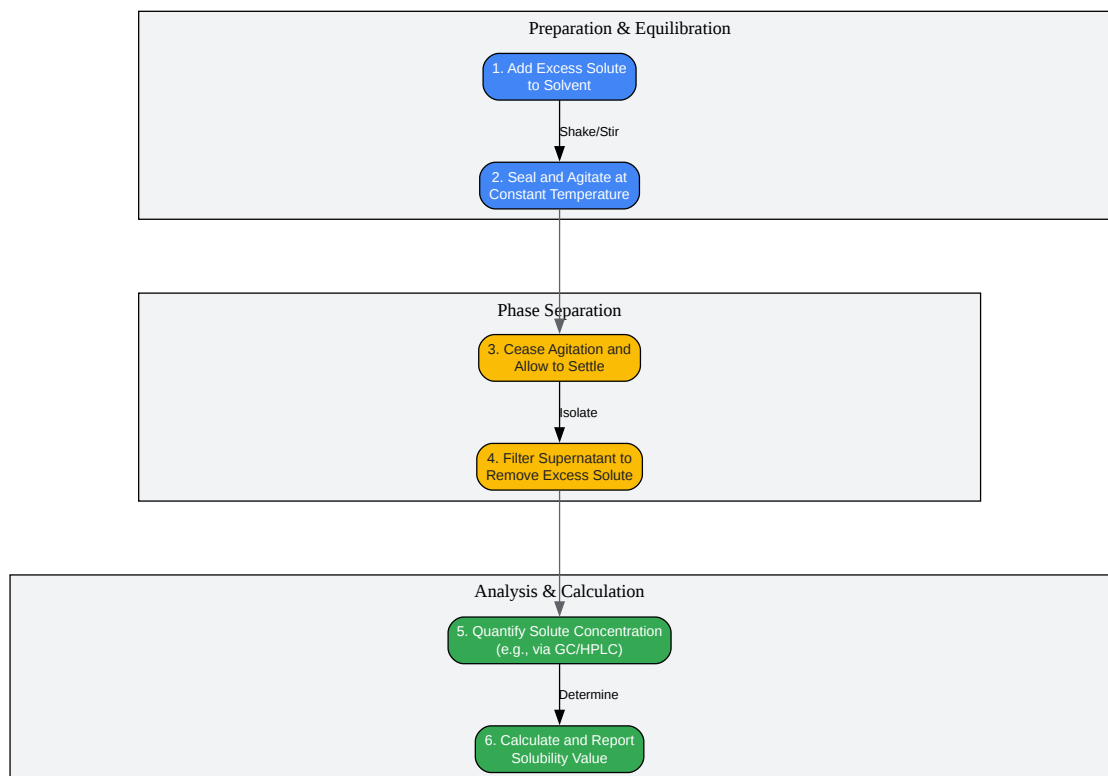 Preparation & Equilibration
1. Add Excess Solute
to Solvent
Shake/Stir
2. Seal and Agitate at
Constant Temperature
Phase Separation
3. Cease Agitation and
Allow to Settle
Isolate
4. Filter Supernatant to
Remove Excess Solute
Analysis & Calculation
5. Quantify Solute Concentration
(e.g., via GC/HPLC)
Determine
6. Calculate and Report
Solubility Value